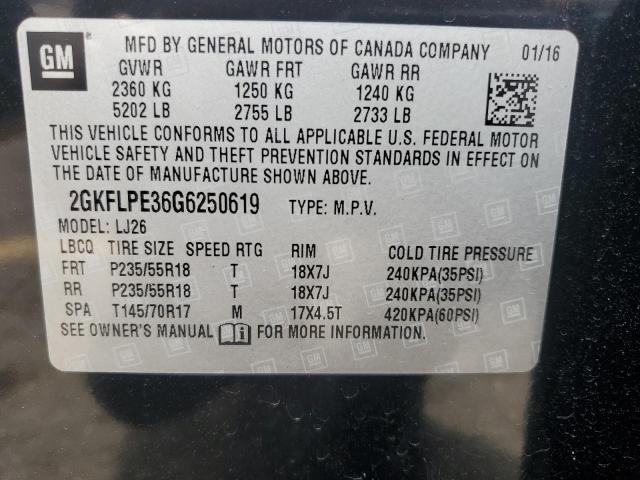 GM
MFD BY GENERAL MOTORS OF CANADA COMPANY 01/16
GVWR GAWR FRT GAWR RR
2360 KG 1250 KG 1240 KG
5202 LB 2755 LB 2733 LB
THIS VEHICLE CONFORMS TO ALL APPLICABLE U.S. FEDERAL MOTOR
VEHICLE SAFETY AND THEFT PREVENTION STANDARDS IN EFFECT ON
THE DATE OF MANUFACTURE SHOWN ABOVE.
2GKFLPE36G6250619 TYPE: M.P.V.
MODEL: LJ26
LBCQ TIRE SIZE SPEED RTG RIM COLD TIRE PRESSURE
FRT P235/55R18 T 18X7J 240KPA(35PSI)
RR P235/55R18 T 18X7J 240KPA(35PSI)
SPA T145/70R17 M 17X4.5T 420KPA(60PSI)
SEE OWNER'S MANUAL FOR MORE INFORMATION.